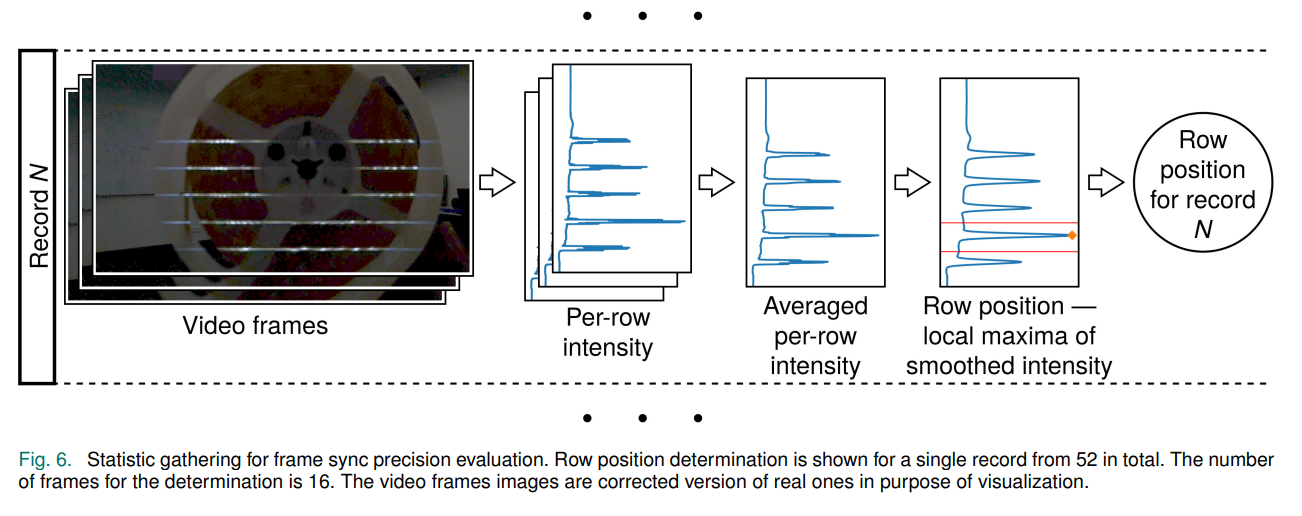 Record N
Video frames
Per-row
intensity
Averaged
per-row
intensity
Row position —
local maxima of
smoothed intensity
Row
position
for record
N
Fig. 6. Statistic gathering for frame sync precision evaluation. Row position determination is shown for a single record from 52 in total. The number
of frames for the determination is 16. The video frames images are corrected version of real ones in purpose of visualization.